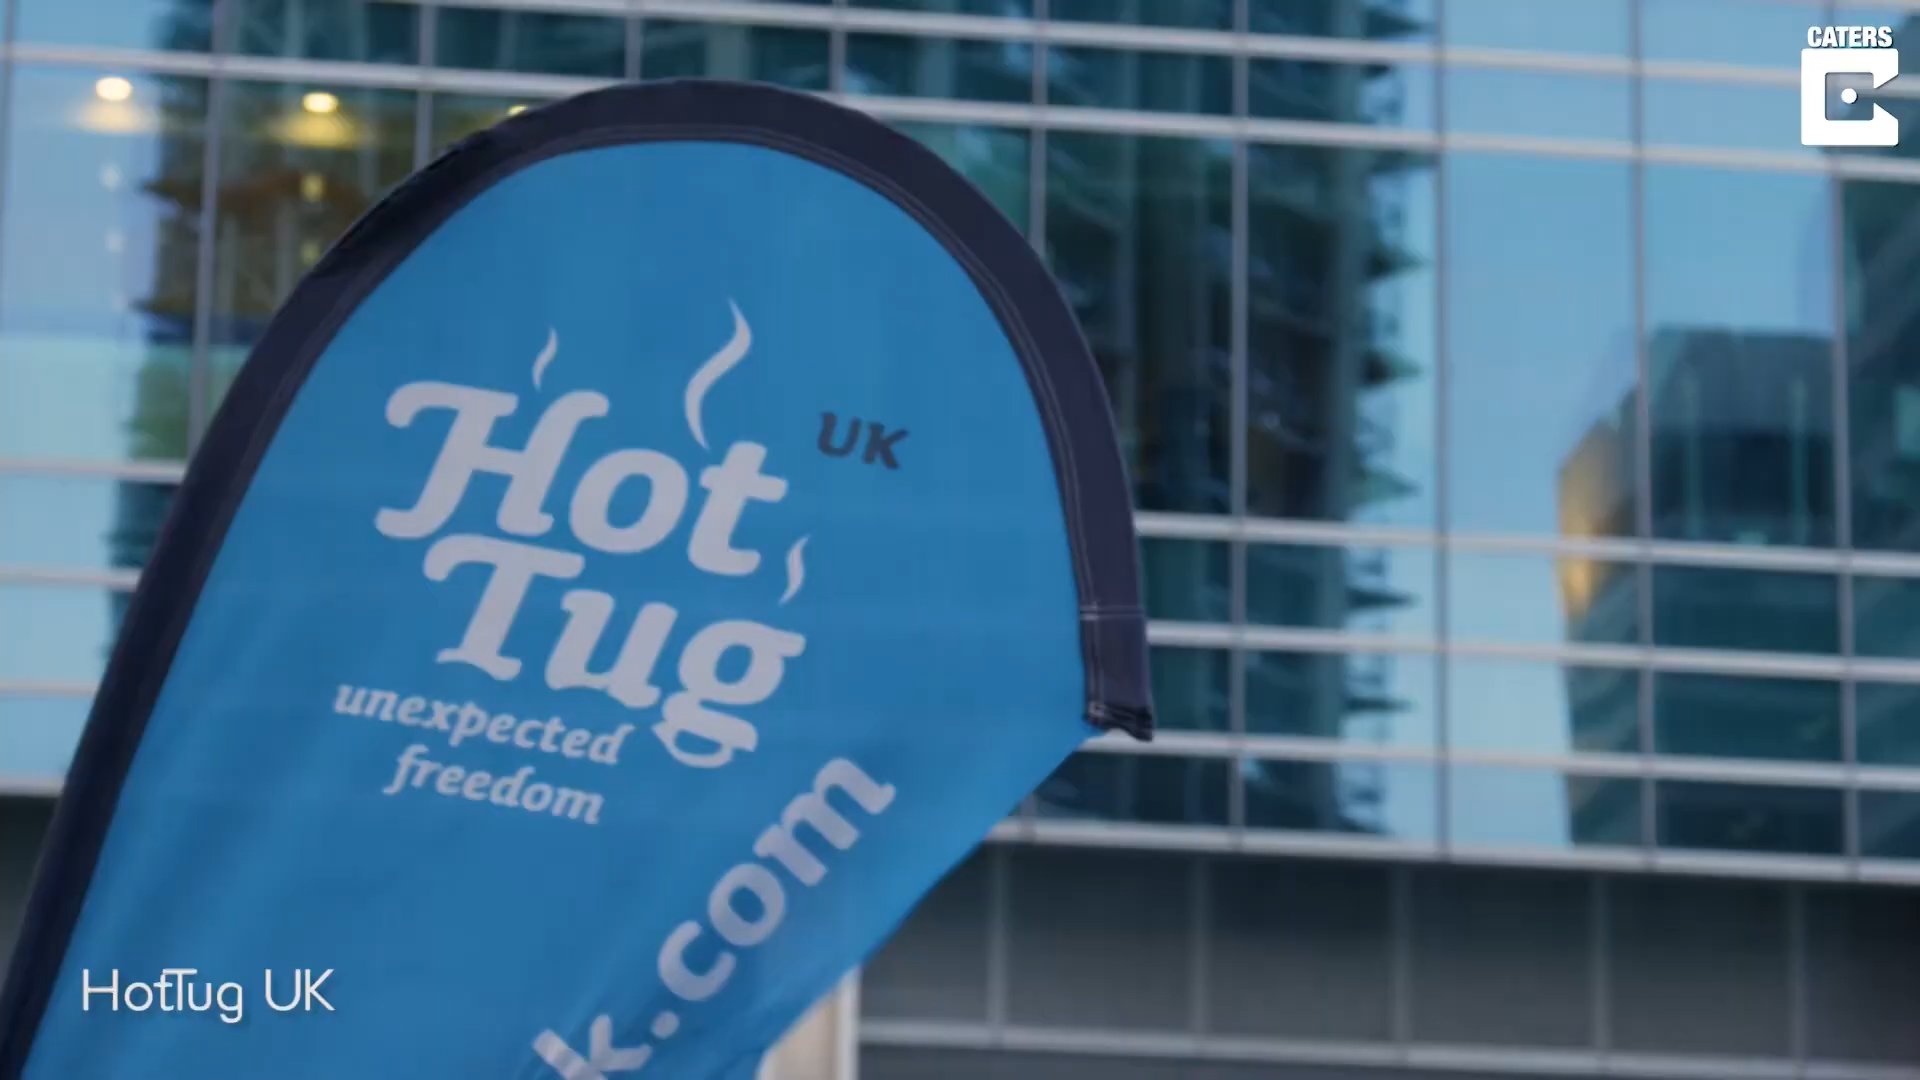 CATERS
Hot
UK
Tug
unexpected
freedom
k.com
HotTug UK